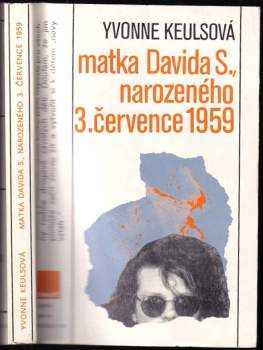 YVONNE KEULSOVÁ
matka Davida S.,
narozeného
3. července 1959
YVONNE KEULSOVÁ MATKA DAVIDA S., NAROZENÉHO 3. ČERVENCE 1959